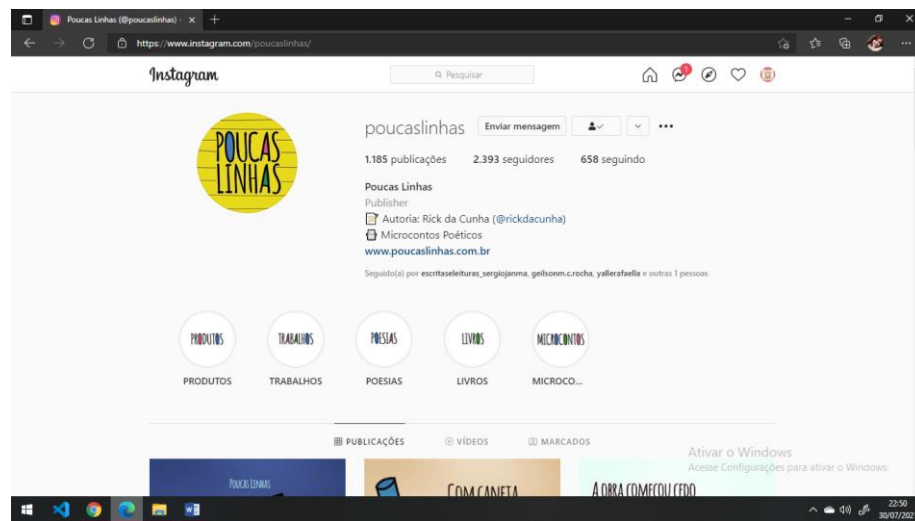 Poucas Linhas (@poucaslinhas) -
https://www.instagram.com/poucaslinhas/
Instagram
Pesquisar
1
POUCAS
LINHAS
poucaslinhas Enviar mensagem
1.185 publicações 2.393 seguidores 658 seguindo
Poucas Linhas
Publisher
Autoria: Rick da Cunha (@rickdacunha)
Microcontos Poéticos
www.poucaslinhas.com.br
Seguido(a) por escritaseleituras_sergiojanma, geilsonm.c.rocha, yallerafaella e outras 1 pessoas
PRODUTOS TRABALHOS POESIAS LIVROS MICROCONTOS
PRODUTOS TRABALHOS POESIAS LIVROS MICROCO...
PUBLICAÇÕES VÍDEOS MARCADOS
Ativar o Windows
Acesse Configurações para ativar o Windows.
POUCAS LINHAS
COM CANETA
A OBRA COMEÇOU CEDO
22:50
30/07/202